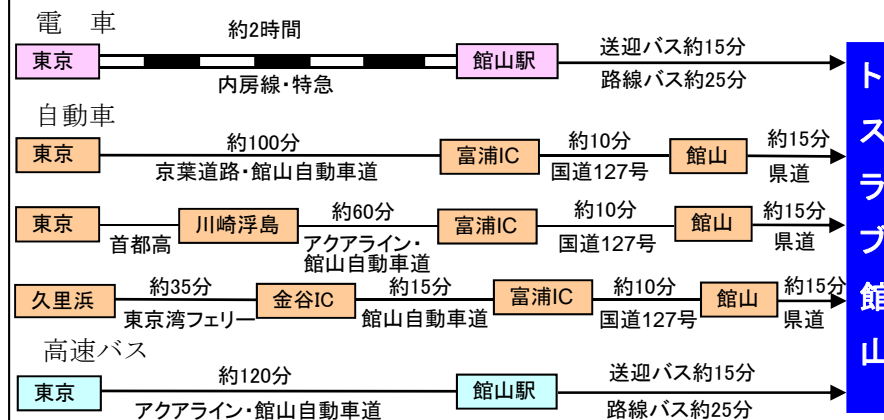 電 車
約2時間
送迎バス約15分
東京
館山駅
内房線･特急
路線バス約25分
自動車
約100分
約10分
約15分
東京
富浦IC
館山
京葉道路･館山自動車道
国道127号
県道
約60分
約10分
約15分
東京
川崎浮島
富浦IC
館山
首都高
アクアライン･
館山自動車道
国道127号
県道
約35分
約15分
約10分
約15分
久里浜
金谷IC
富浦IC
館山
東京湾フェリー
館山自動車道
国道127号
県道
高速バス
約120分
送迎バス約15分
東京
館山駅
アクアライン･館山自動車道
路線バス約25分
ト
ス
ラ
ブ
館
山